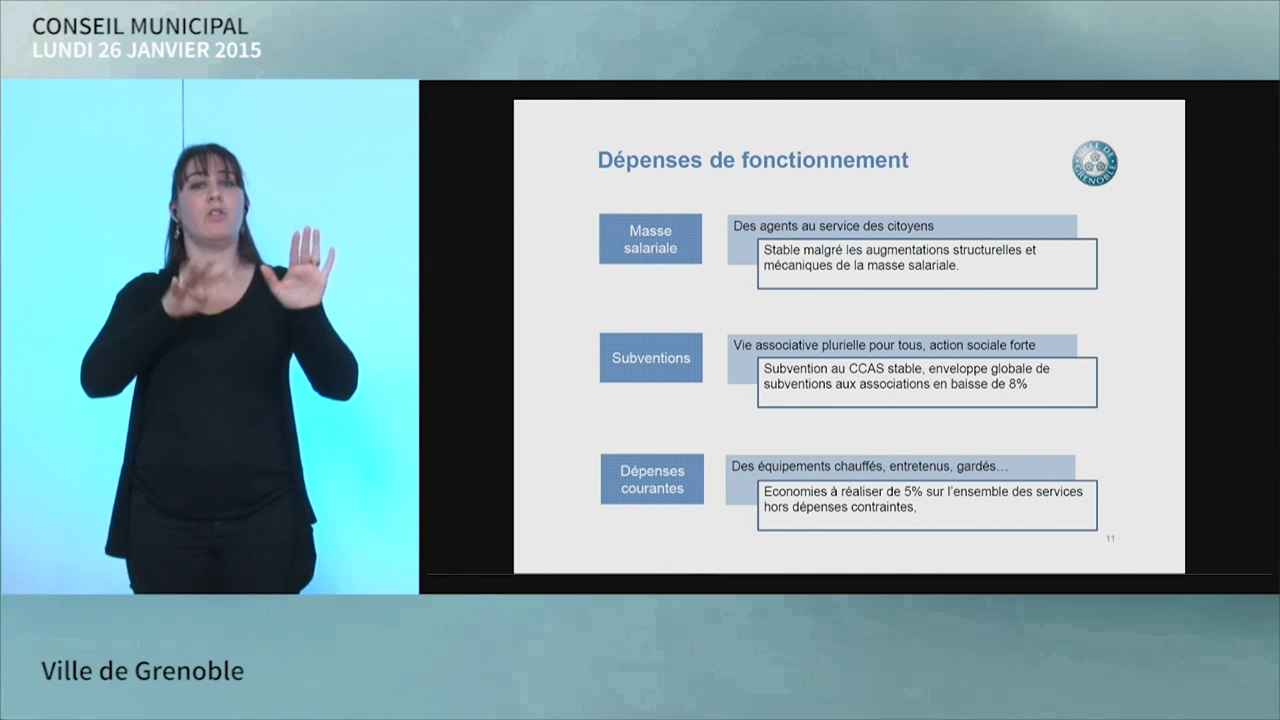 CONSEIL MUNICIPAL
LUNDI 26 JANVIER 2015
Dépenses de fonctionnement
VILLE DE GRENOBLE
Masse
salariale
Des agents au service des citoyens
Stable malgré les augmentations structurelles et
mécaniques de la masse salariale.
Subventions
Vie associative plurielle pour tous, action sociale forte
Subvention au CCAS stable, enveloppe globale de
subventions aux associations en baisse de 8%
Dépenses
courantes
Des équipements chauffés, entretenus, gardés...
Economies à réaliser de 5% sur l'ensemble des services
hors dépenses contraintes,
11
Ville de Grenoble